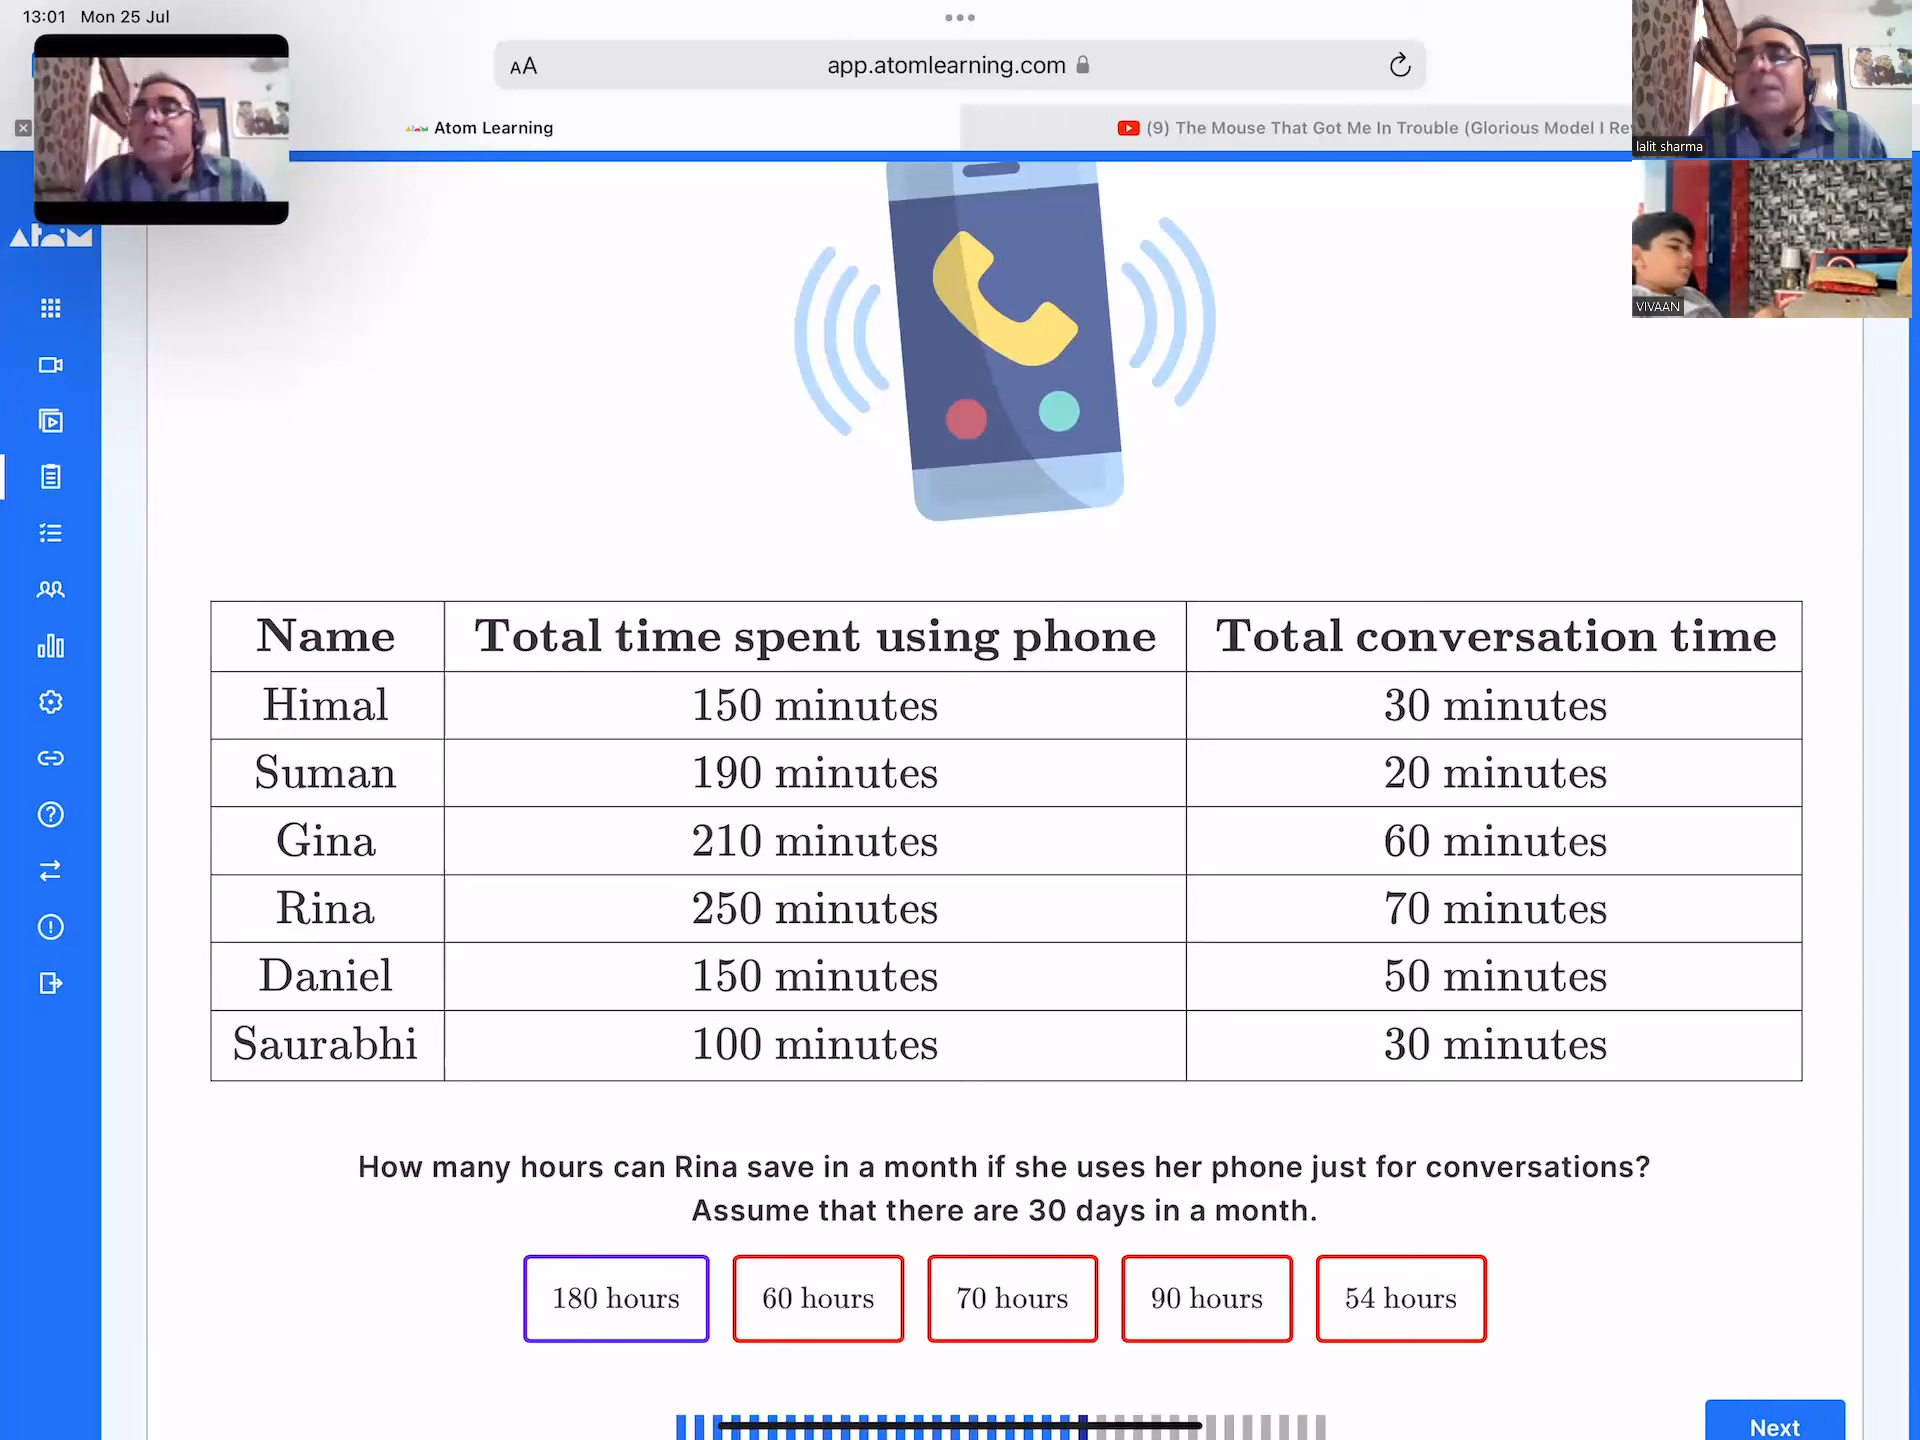 13:01 Mon 25 Jul
AA
app.atomlearning.com
Atom Learning
(9) The Mouse That Got Me In Trouble (Glorious Model I Re
lalit sharma
VIVAAN
Atom
Name Total time spent using phone Total conversation time
Himal 150 minutes 30 minutes
Suman 190 minutes 20 minutes
Gina 210 minutes 60 minutes
Rina 250 minutes 70 minutes
Daniel 150 minutes 50 minutes
Saurabhi 100 minutes 30 minutes
How many hours can Rina save in a month if she uses her phone just for conversations?
Assume that there are 30 days in a month.
180 hours 60 hours 70 hours 90 hours 54 hours
Next